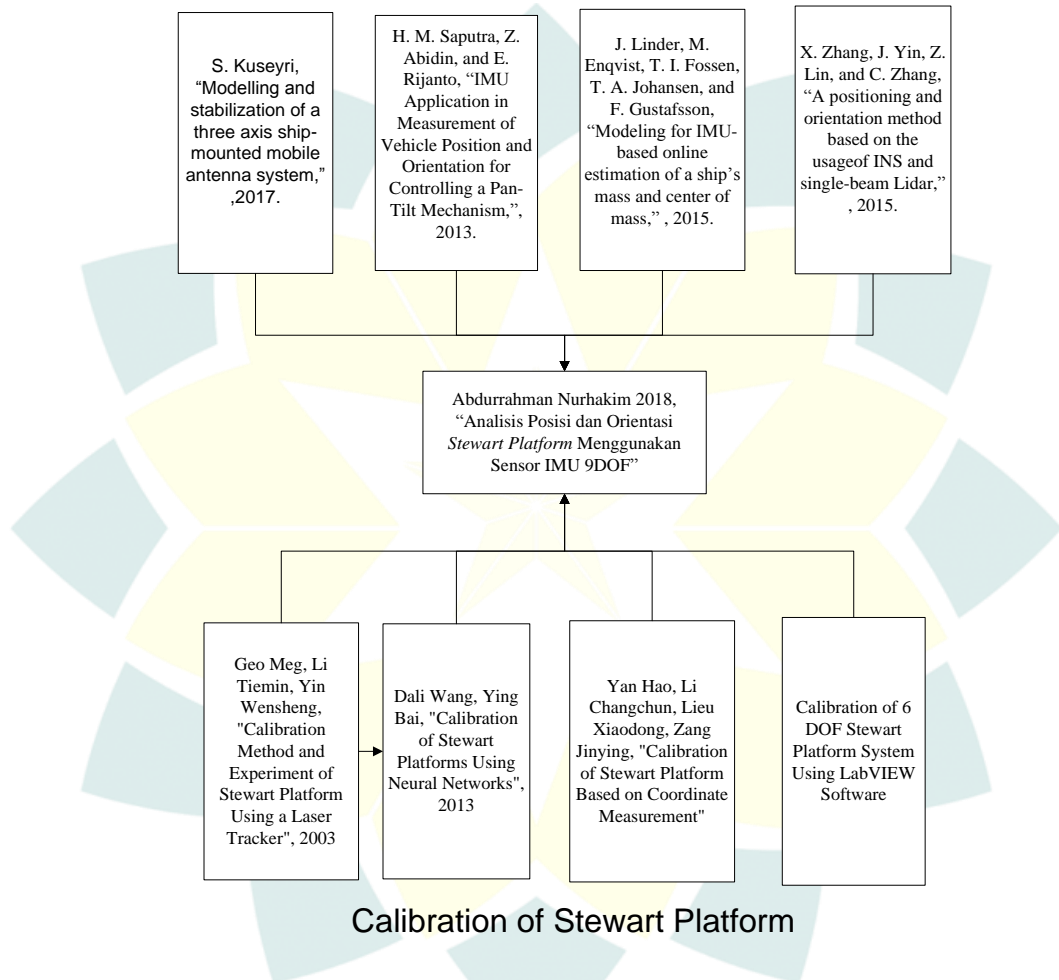 S. Kuseyri,
“Modelling and
stabilization of a
three axis ship-
mounted mobile
antenna system,”
,2017.
H. M. Saputra, Z.
Abidin, and E.
Rijanto, “IMU
Application in
Measurement of
Vehicle Position and
Orientation for
Controlling a Pan-
Tilt Mechanism,”,
2013.
J. Linder, M.
Enqvist, T. I. Fossen,
T. A. Johansen, and
F. Gustafsson,
“Modeling for IMU-
based online
estimation of a ship’s
mass and center of
mass,” , 2015.
X. Zhang, J. Yin, Z.
Lin, and C. Zhang,
“A positioning and
orientation method
based on the
usageof INS and
single-beam Lidar,”
, 2015.
Abdurrahman Nurhakim 2018,
“Analisis Posisi dan Orientasi
Stewart Platform Menggunakan
Sensor IMU 9DOF”
Geo Meg, Li
Tiemin, Yin
Wensheng,
"Calibration
Method and
Experiment of
Stewart Platform
Using a Laser
Tracker", 2003
Dali Wang, Ying
Bai, "Calibration
of Stewart
Platforms Using
Neural Networks",
2013
Yan Hao, Li
Changchun, Lieu
Xiaodong, Zang
Jinying, "Calibration
of Stewart Platform
Based on Coordinate
Measurement"
Calibration of 6
DOF Stewart
Platform System
Using LabVIEW
Software
Calibration of Stewart Platform